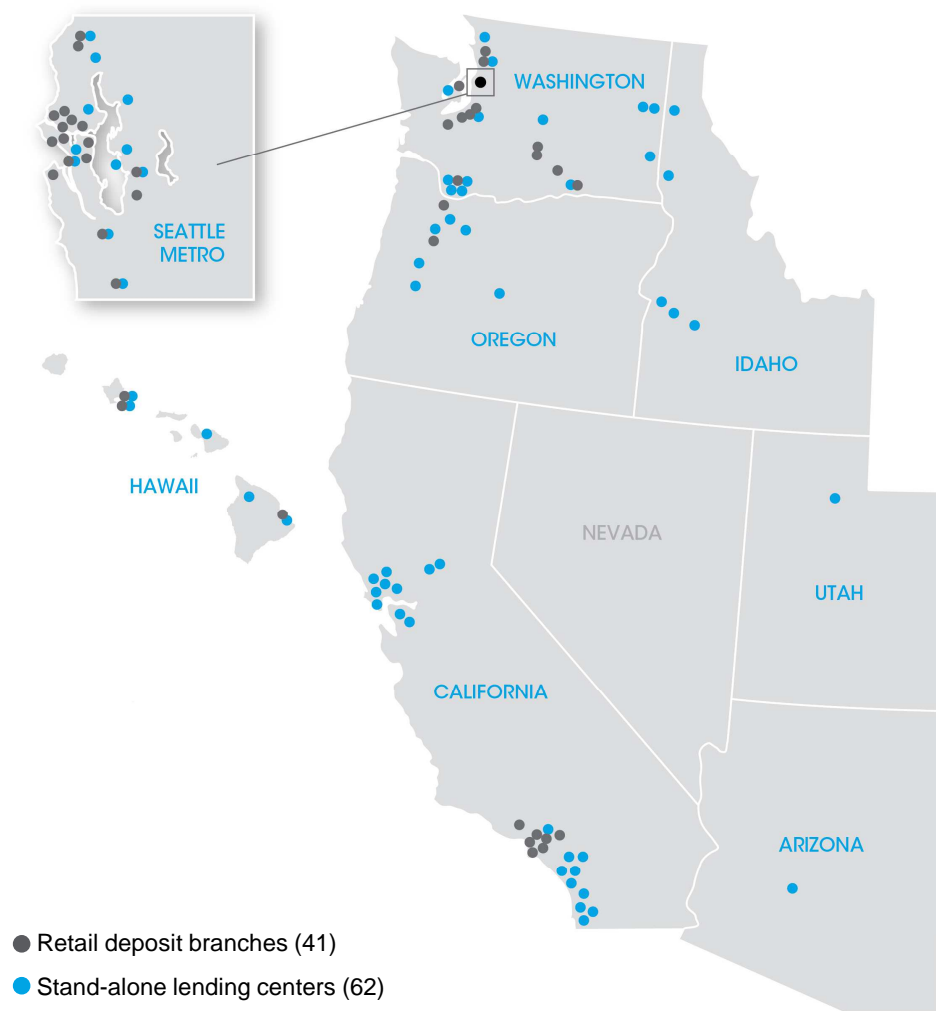 WASHINGTON
SEATTLE
METRO
OREGON
IDAHO
HAWAII
NEVADA
UTAH
CALIFORNIA
ARIZONA
Retail deposit branches (41)
Stand-alone lending centers (62)